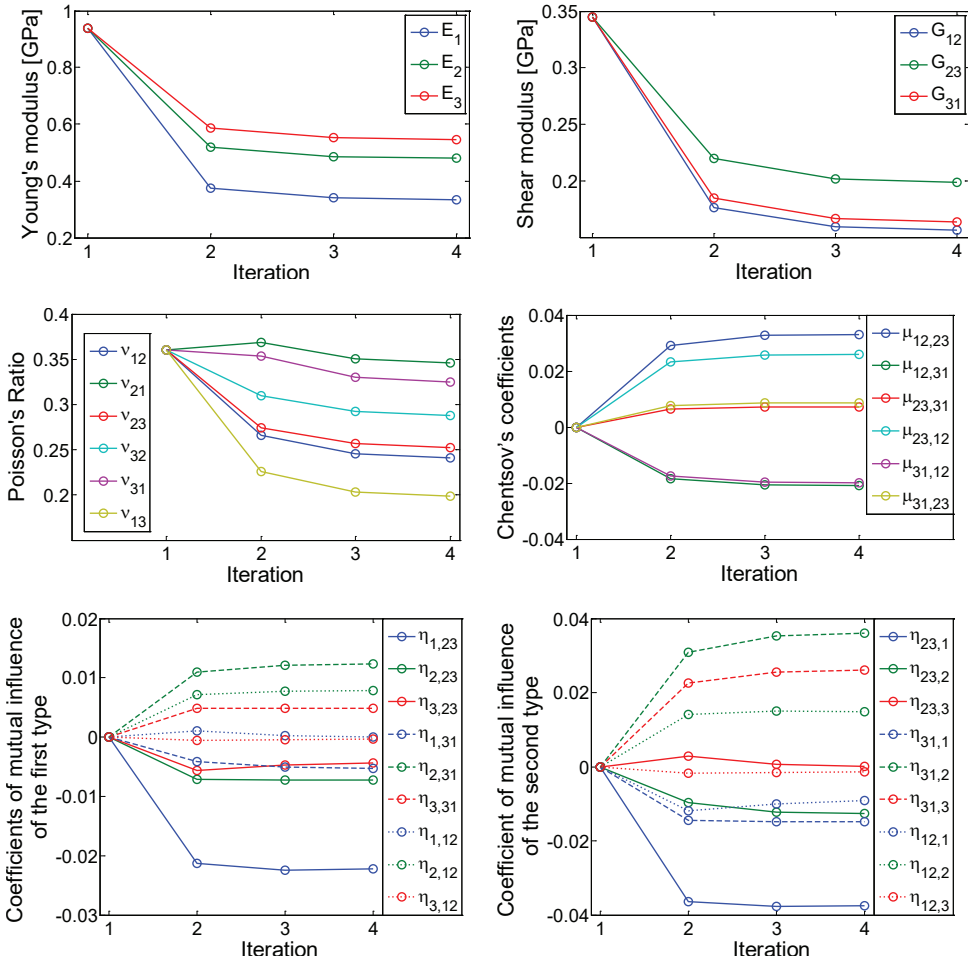 Young's modulus [GPa]
1
0.8
0.6
0.4
0.2
1 2 3 4
Iteration
E1
E2
E3
Shear modulus [GPa]
0.35
0.25
0.15
1 2 3 4
Iteration
G12
G23
G31
Poisson's Ratio
0.4
0.35
0.3
0.25
0.2
1 2 3 4
Iteration
ν12
ν21
ν23
ν32
ν31
ν13
Chentsov's coefficients
0.04
0.02
0
-0.02
-0.04
1 2 3 4
Iteration
μ12,23
μ12,31
μ23,31
μ23,12
μ31,12
μ31,23
Coefficients of mutual influence
of the first type
0.02
0.01
0
-0.01
-0.02
-0.03
1 2 3 4
Iteration
η1,23
η2,23
η3,23
η1,31
η2,31
η3,31
η1,12
η2,12
η3,12
Coefficient of mutual influence
of the second type
0.04
0.02
0
-0.02
-0.04
1 2 3 4
Iteration
η23,1
η23,2
η23,3
η31,1
η31,2
η31,3
η12,1
η12,2
η12,3